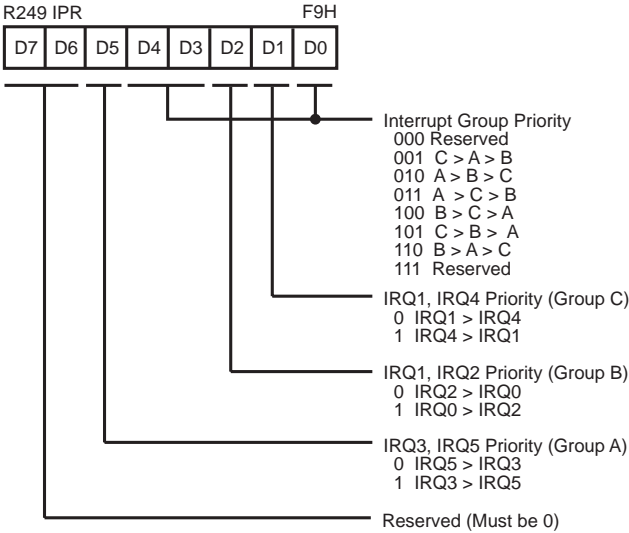 R249 IPR F9H
D7 D6 D5 D4 D3 D2 D1 D0
Interrupt Group Priority
000 Reserved
001 C > A > B
010 A > B > C
011 A > C > B
100 B > C > A
101 C > B > A
110 B > A > C
111 Reserved
IRQ1, IRQ4 Priority (Group C)
0 IRQ1 > IRQ4
1 IRQ4 > IRQ1
IRQ1, IRQ2 Priority (Group B)
0 IRQ2 > IRQ0
1 IRQ0 > IRQ2
IRQ3, IRQ5 Priority (Group A)
0 IRQ5 > IRQ3
1 IRQ3 > IRQ5
Reserved (Must be 0)